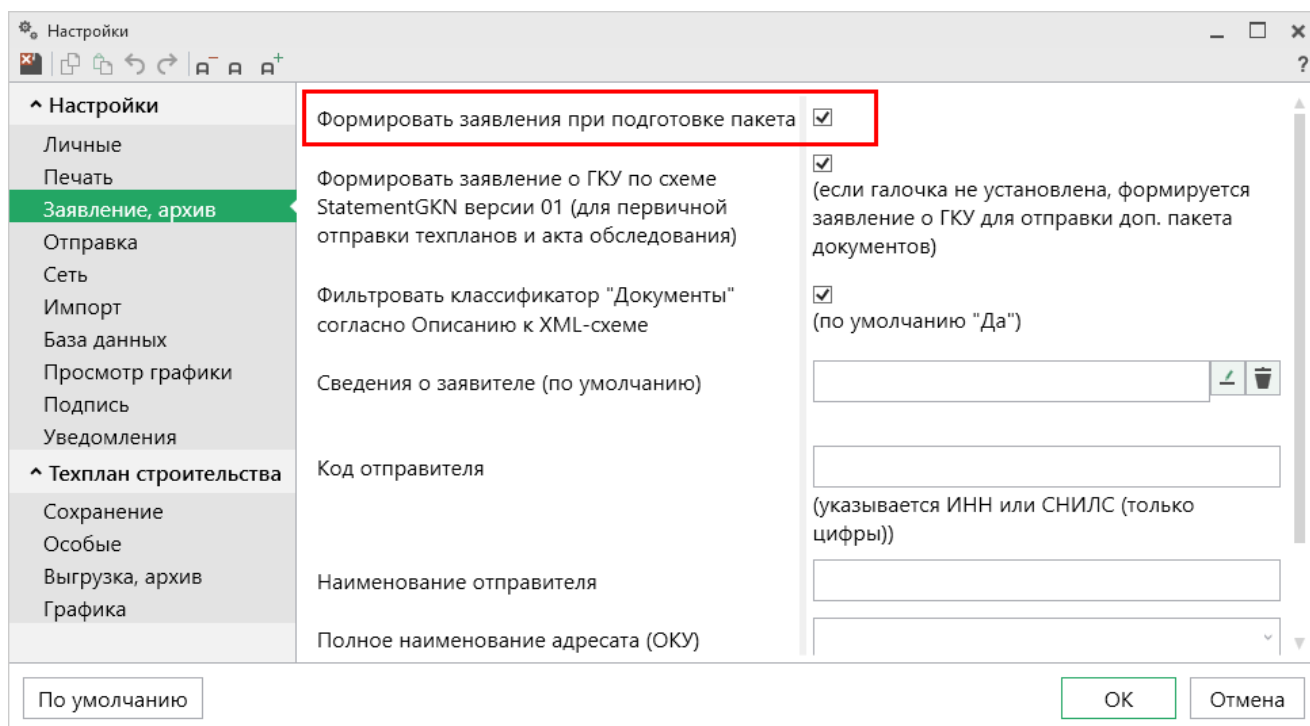 Настройки
?
Настройки
Личные
Печать
Заявление, архив
Отправка
Сеть
Импорт
База данных
Просмотр графики
Подпись
Уведомления
Техплан строительства
Сохранение
Особые
Выгрузка, архив
Графика
Формировать заявления при подготовке пакета
Формировать заявление о ГКУ по схеме
StatementGKN версии 01 (для первичной
отправки техпланов и акта обследования)
(если галочка не установлена, формируется
заявление о ГКУ для отправки доп. пакета
документов)
Фильтровать классификатор "Документы"
согласно Описанию к XML-схеме
(по умолчанию "Да")
Сведения о заявителе (по умолчанию)
Код отправителя
(указывается ИНН или СНИЛС (только
цифры))
Наименование отправителя
Полное наименование адресата (ОКУ)
По умолчанию
ОК
Отмена